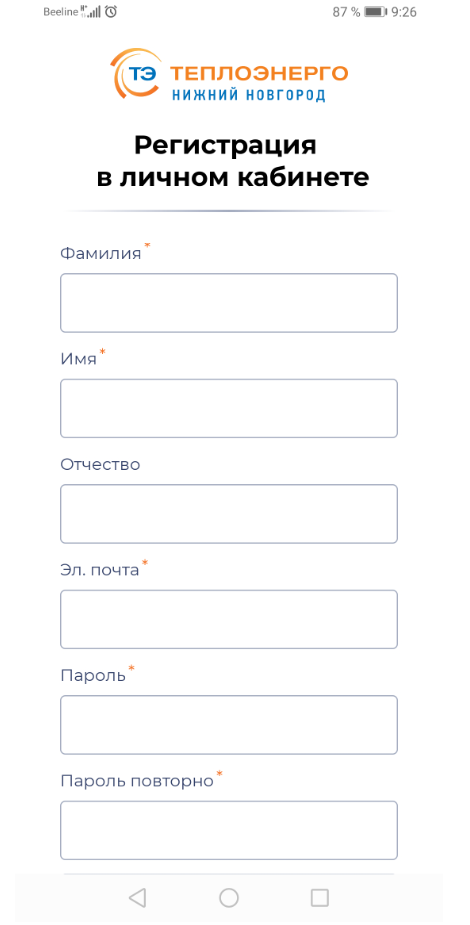 Beeline 87 % 9:26
ТЭ ТЕПЛОЭНЕРГО
НИЖНИЙ НОВГОРОД
Регистрация
в личном кабинете
Фамилия*
Имя*
Отчество
Эл. почта*
Пароль*
Пароль повторно*